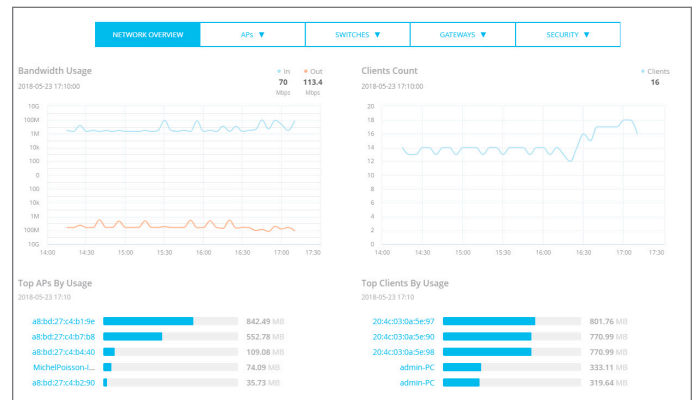 NETWORK OVERVIEW APs ▼ SWITCHES ▼ GATEWAYS ▼ SECURITY ▼
Bandwidth Usage
2018-05-23 17:10:00
In Out
70 113.4
Mbps Mbps
10G
100M
1M
10k
100
0
100
10k
1M
100M
10G
14:00 14:30 15:00 15:30 16:00 16:30 17:00 17:30
Clients Count
2018-05-23 17:10:00
Clients
16
20
18
16
14
12
10
8
6
4
2
0
14:00 14:30 15:00 15:30 16:00 16:30 17:00 17:30
Top APs By Usage
2018-05-23 17:10
a8:bd:27:c4:b1:9e 842.49 MB
a8:bd:27:c4:b7:b8 552.78 MB
a8:bd:27:c4:b4:40 109.08 MB
MichelPoisson-I... 74.09 MB
a8:bd:27:c4:b2:90 35.73 MB
Top Clients By Usage
2018-05-23 17:10
20:4c:03:0a:5e:97 801.76 MB
20:4c:03:0a:5e:90 770.99 MB
20:4c:03:0a:5e:98 770.99 MB
admin-PC 333.11 MB
admin-PC 319.64 MB